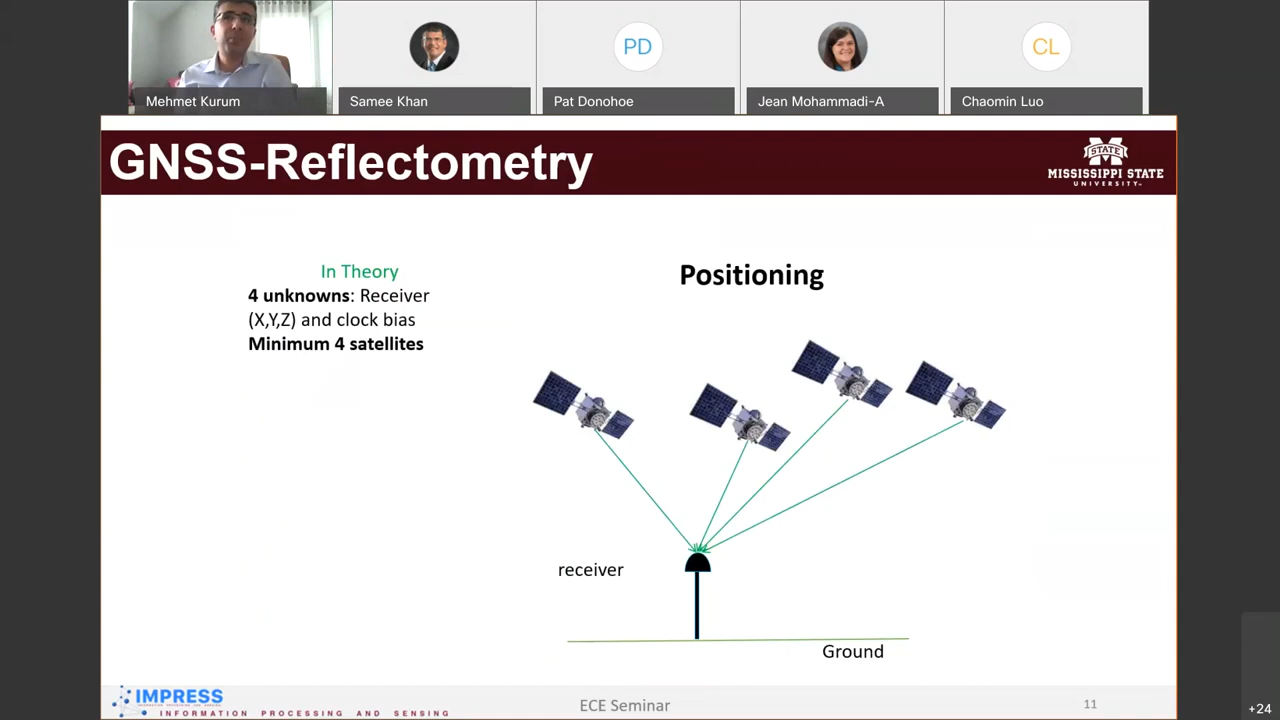 PD
CL
Mehmet Kurum
Samee Khan
Pat Donohoe
Jean Mohammadi-A
Chaomin Luo
GNSS-Reflectometry
STATE
MISSISSIPPI STATE
UNIVERSITY
In Theory
4 unknowns: Receiver
(X,Y,Z) and clock bias
Minimum 4 satellites
Positioning
receiver
Ground
IMPRESS
INFORMATION PROCESSING AND SENSING
ECE Seminar
11
+24